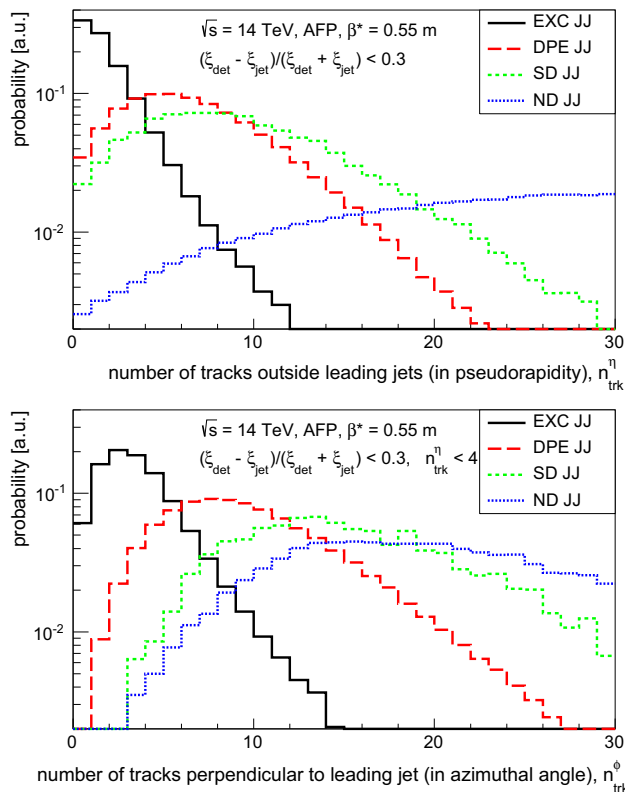 √s = 14 TeV, AFP, β* = 0.55 m
(ξdet - ξjet)/(ξdet + ξjet) < 0.3
EXC JJ
DPE JJ
SD JJ
ND JJ
probability [a.u.]
10⁻¹
10⁻²
0 10 20 30
number of tracks outside leading jets (in pseudorapidity), n^η_trk
√s = 14 TeV, AFP, β* = 0.55 m
(ξdet - ξjet)/(ξdet + ξjet) < 0.3, n^η_trk < 4
EXC JJ
DPE JJ
SD JJ
ND JJ
probability [a.u.]
10⁻¹
10⁻²
0 10 20 30
number of tracks perpendicular to leading jet (in azimuthal angle), n^ϕ_trk